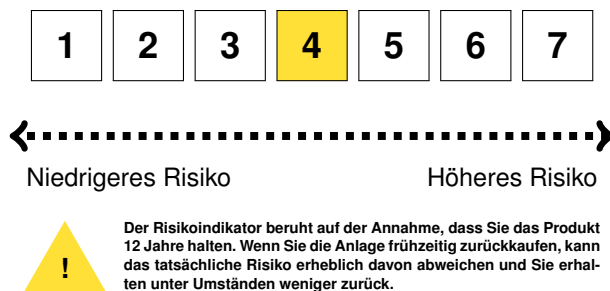 1 2 3 4 5 6 7
Niedrigeres Risiko Höheres Risiko
Der Risikoindikator beruht auf der Annahme, dass Sie das Produkt
12 Jahre halten. Wenn Sie die Anlage frühzeitig zurückkaufen, kann
das tatsächliche Risiko erheblich davon abweichen und Sie erhal-
ten unter Umständen weniger zurück.
!